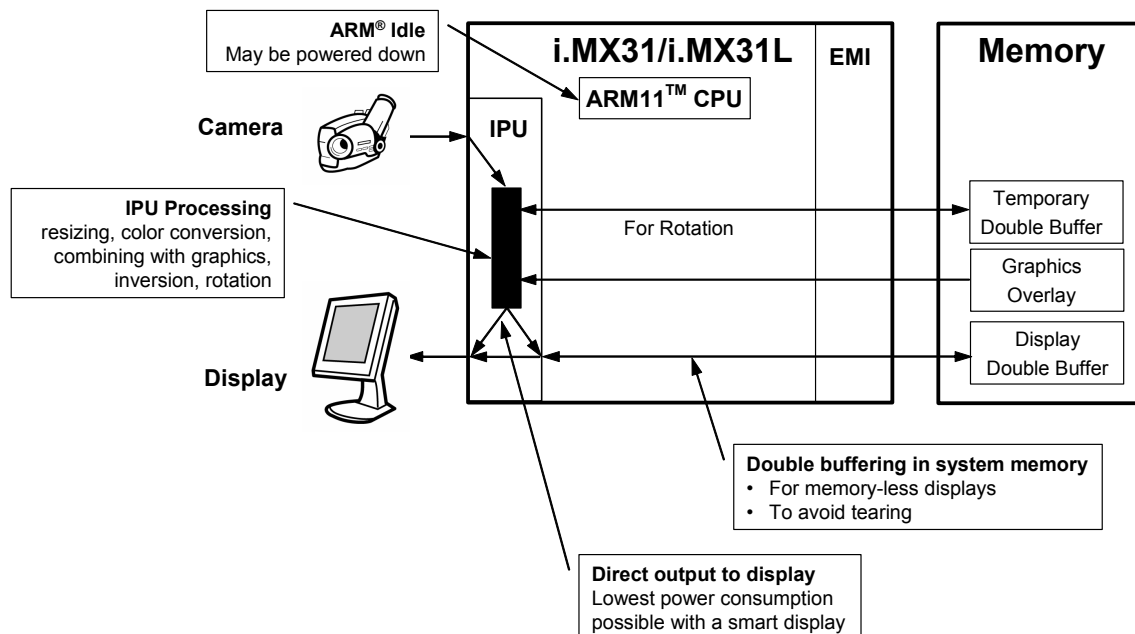 ARM® Idle
May be powered down
i.MX31/i.MX31L
EMI
Memory
ARM11™ CPU
Camera
IPU
IPU Processing
resizing, color conversion,
combining with graphics,
inversion, rotation
For Rotation
Temporary
Double Buffer
Graphics
Overlay
Display
Double Buffer
Display
Double buffering in system memory
• For memory-less displays
• To avoid tearing
Direct output to display
Lowest power consumption
possible with a smart display